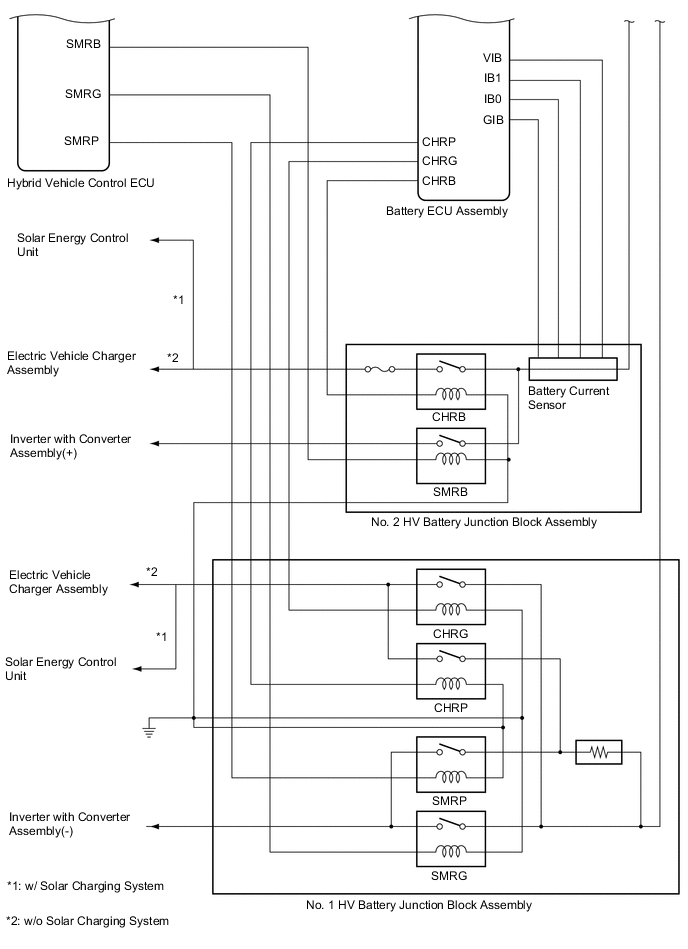 SMRB
SMRG
SMRP
Hybrid Vehicle Control ECU
VIB
IB1
IB0
GIB
CHRP
CHRG
CHRB
Battery ECU Assembly
Solar Energy Control
Unit
*1
Electric Vehicle Charger
Assembly
*2
Battery Current
Sensor
CHRB
Inverter with Converter
Assembly(+)
SMRB
No. 2 HV Battery Junction Block Assembly
Electric Vehicle
Charger Assembly
*2
*1
CHRG
Solar Energy Control
Unit
CHRP
SMRP
Inverter with Converter
Assembly(-)
SMRG
*1: w/ Solar Charging System
No. 1 HV Battery Junction Block Assembly
*2: w/o Solar Charging System